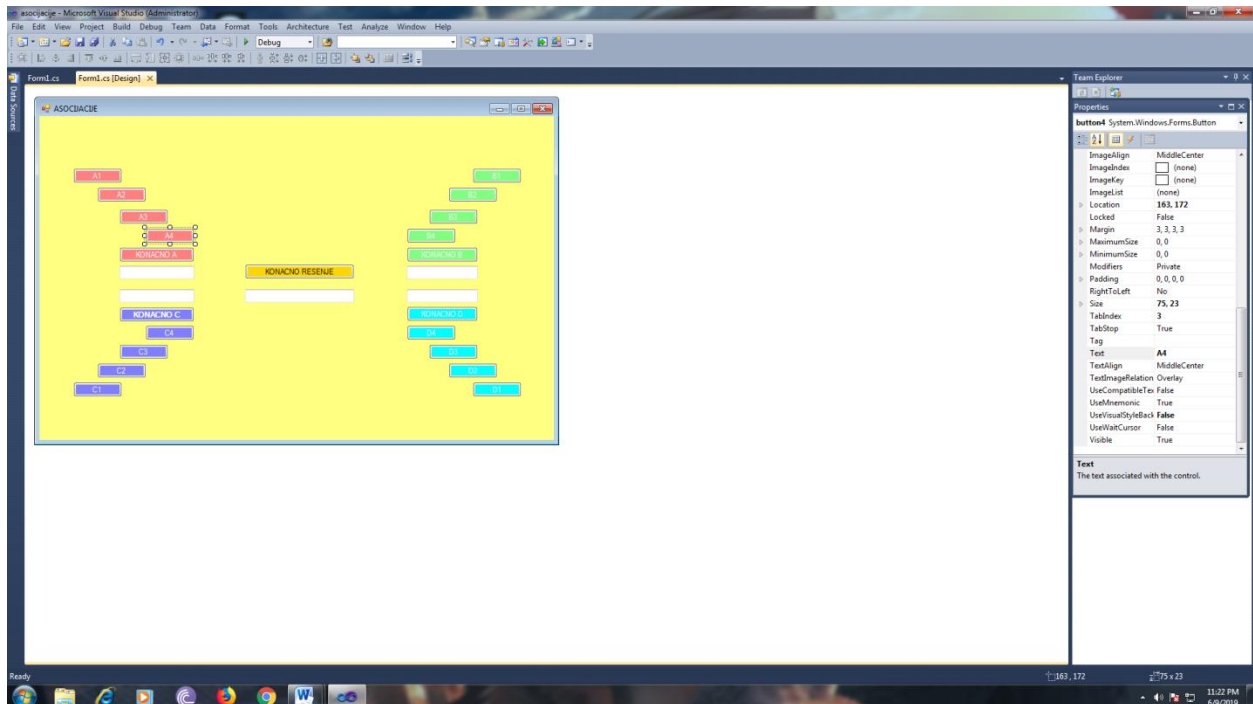 asocijacije - Microsoft Visual Studio (Administrator)
File Edit View Project Build Debug Team Data Format Tools Architecture Test Analyze Window Help
Debug
Form1.cs
Form1.cs [Design]
Data Sources
ASOCIJACIJE
A1
B1
A2
B2
A3
B3
A4
B4
KONACNO A
KONACNO B
KONACNO RESENJE
KONACNO C
KONACNO D
C4
D4
C3
D3
C2
D2
C1
D1
Team Explorer
Properties
button4 System.Windows.Forms.Button
ImageAlign MiddleCenter
ImageIndex (none)
ImageKey (none)
ImageList (none)
Location 163, 172
Locked False
Margin 3, 3, 3, 3
MaximumSize 0, 0
MinimumSize 0, 0
Modifiers Private
Padding 0, 0, 0, 0
RightToLeft No
Size 75, 23
TabIndex 3
TabStop True
Tag
Text A4
TextAlign MiddleCenter
TextImageRelation Overlay
UseCompatibleTex False
UseMnemonic True
UseVisualStyleBack False
UseWaitCursor False
Visible True
Text
The text associated with the control.
Ready
163, 172
75 x 23
11:22 PM
6/9/2019